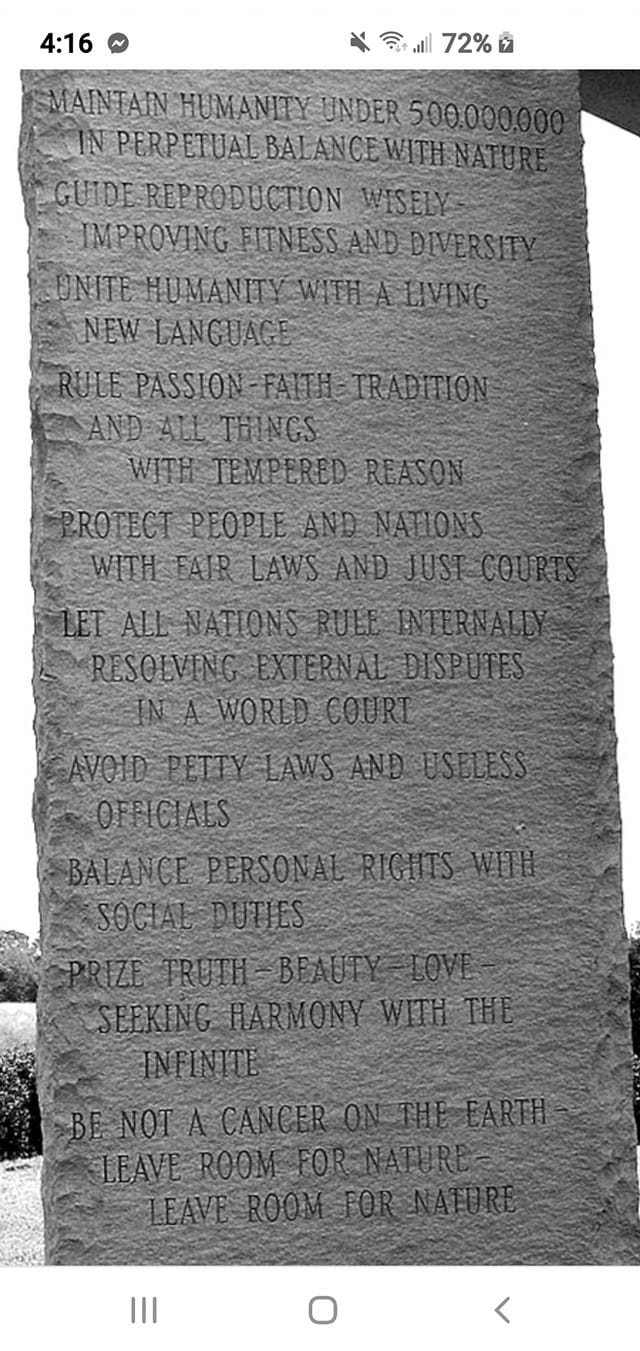 4:16
72%
MAINTAIN HUMANITY UNDER 500.000.000
IN PERPETUAL BALANCE WITH NATURE
GUIDE REPRODUCTION WISELY-
IMPROVING FITNESS AND DIVERSITY
UNITE HUMANITY WITH A LIVING
NEW LANGUAGE
RULE PASSION-FAITH-TRADITION
AND ALL THINGS
WITH TEMPERED REASON
PROTECT PEOPLE AND NATIONS
WITH FAIR LAWS AND JUST COURTS
LET ALL NATIONS RULE INTERNALLY
RESOLVING EXTERNAL DISPUTES
IN A WORLD COURT
AVOID PETTY LAWS AND USELESS
OFFICIALS
BALANCE PERSONAL RIGHTS WITH
SOCIAL DUTIES
PRIZE TRUTH-BEAUTY-LOVE-
SEEKING HARMONY WITH THE
INFINITE
BE NOT A CANCER ON THE EARTH-
LEAVE ROOM FOR NATURE-
LEAVE ROOM FOR NATURE